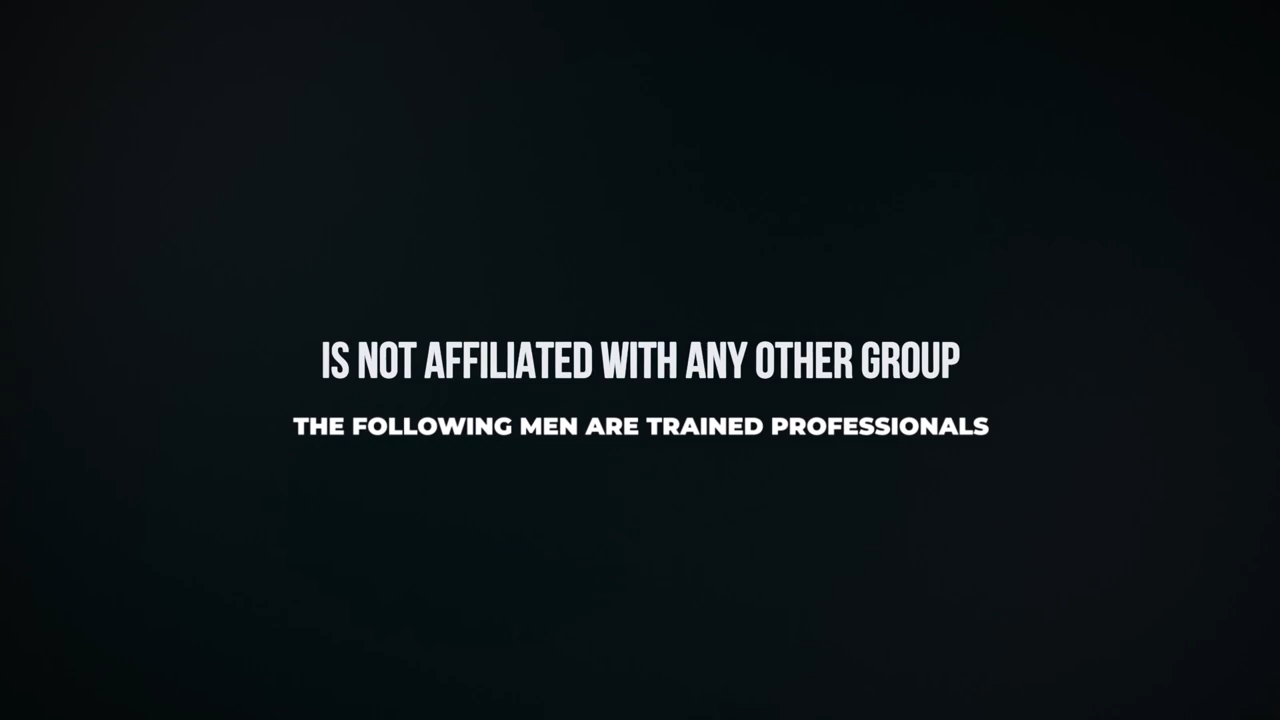 IS NOT AFFILIATED WITH ANY OTHER GROUP
THE FOLLOWING MEN ARE TRAINED PROFESSIONALS